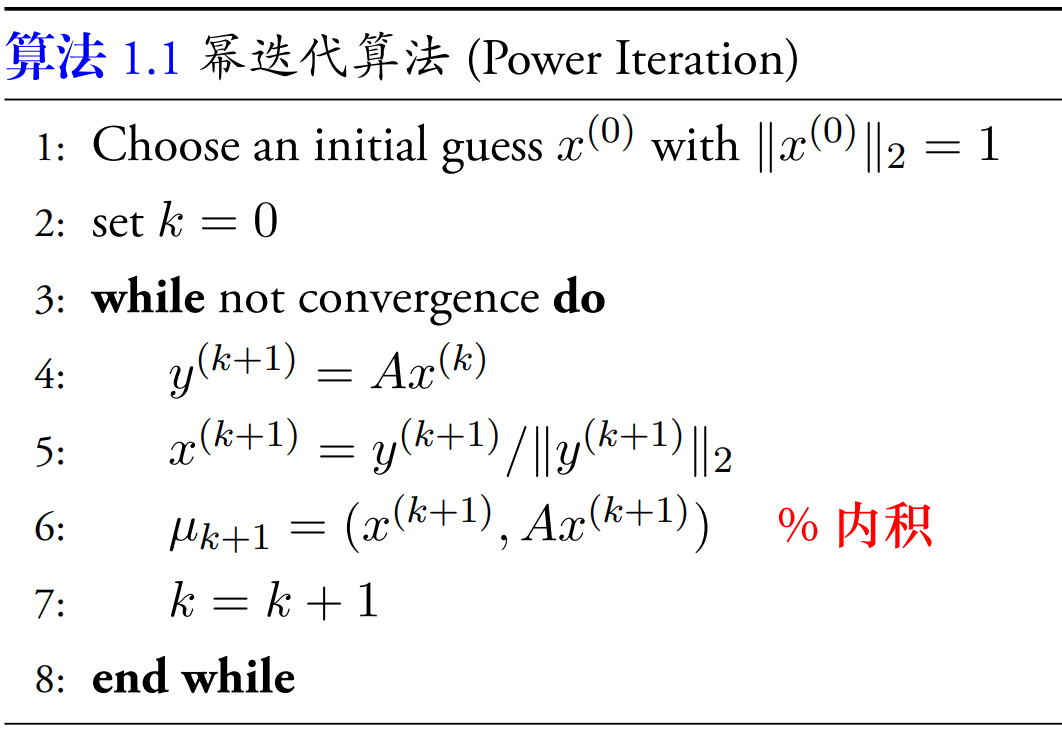 算法 1.1 幂迭代算法 (Power Iteration)
1: Choose an initial guess $x^{(0)}$ with $\|x^{(0)}\|_2 = 1$
2: set $k = 0$
3: while not convergence do
4: $y^{(k+1)} = Ax^{(k)}$
5: $x^{(k+1)} = y^{(k+1)}/\|y^{(k+1)}\|_2$
6: $\mu_{k+1} = (x^{(k+1)}, Ax^{(k+1)})$ % 内积
7: $k = k + 1$
8: end while